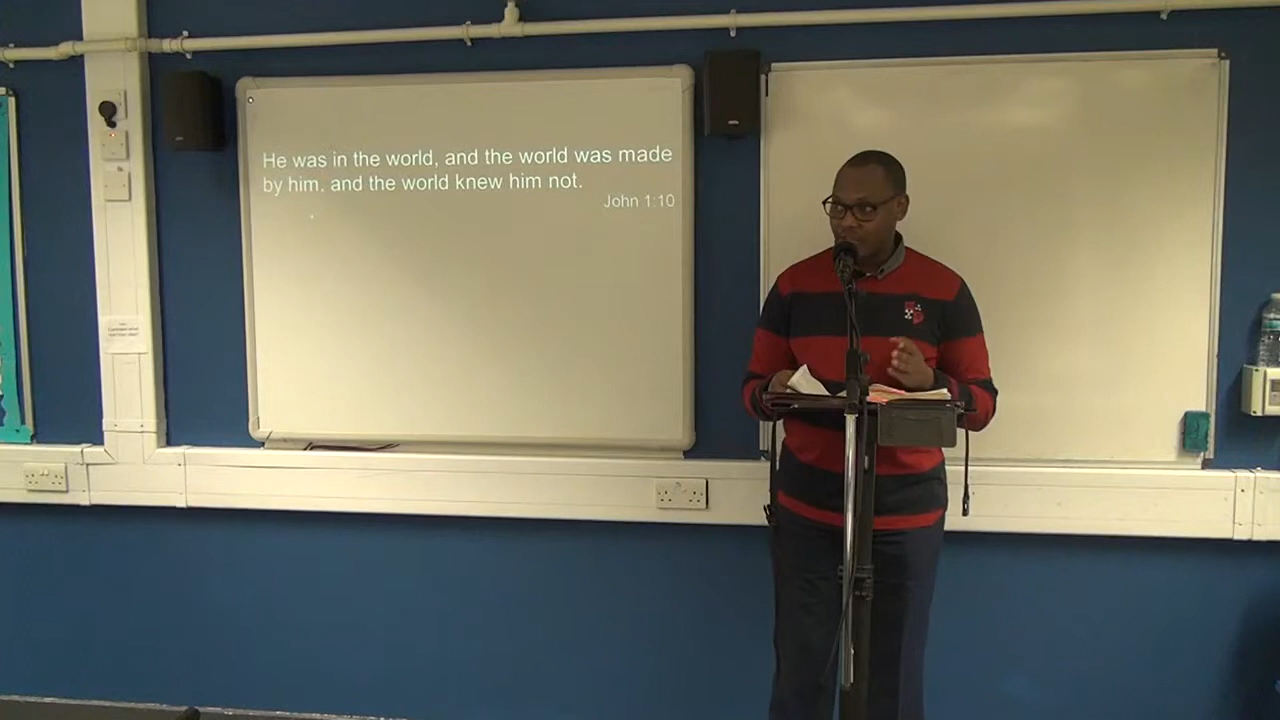 He was in the world, and the world was made
by him. and the world knew him not.
John 1:10